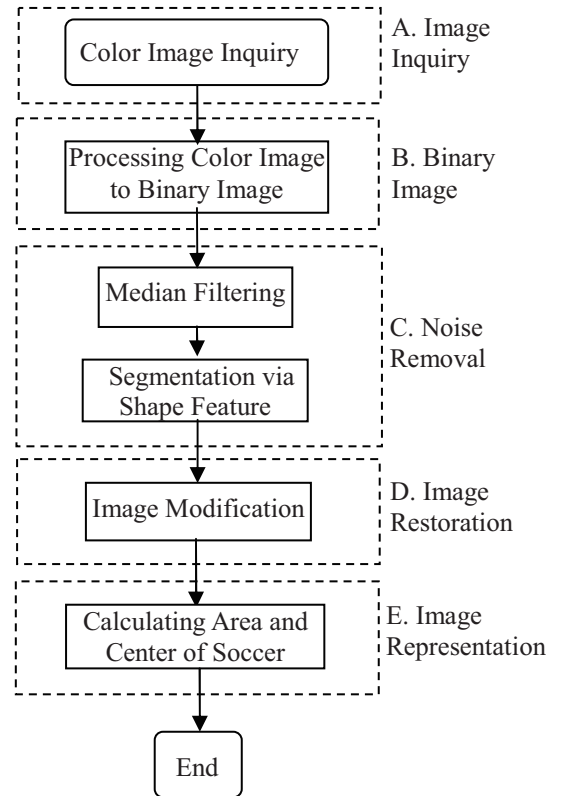 Color Image Inquiry
A. Image
Inquiry
Processing Color Image
to Binary Image
B. Binary
Image
Median Filtering
Segmentation via
Shape Feature
C. Noise
Removal
Image Modification
D. Image
Restoration
Calculating Area and
Center of Soccer
E. Image
Representation
End